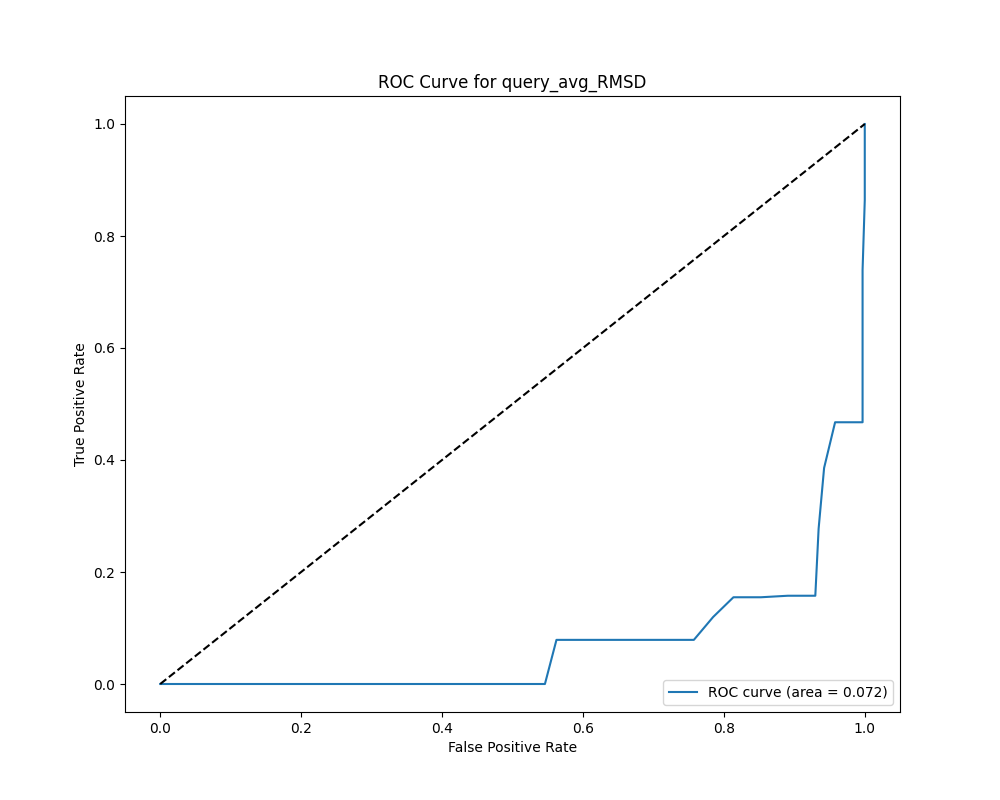 ROC Curve for query_avg_RMSD
True Positive Rate
1.0
0.8
0.6
0.4
0.2
0.0
ROC curve (area = 0.072)
0.0 0.2 0.4 0.6 0.8 1.0
False Positive Rate